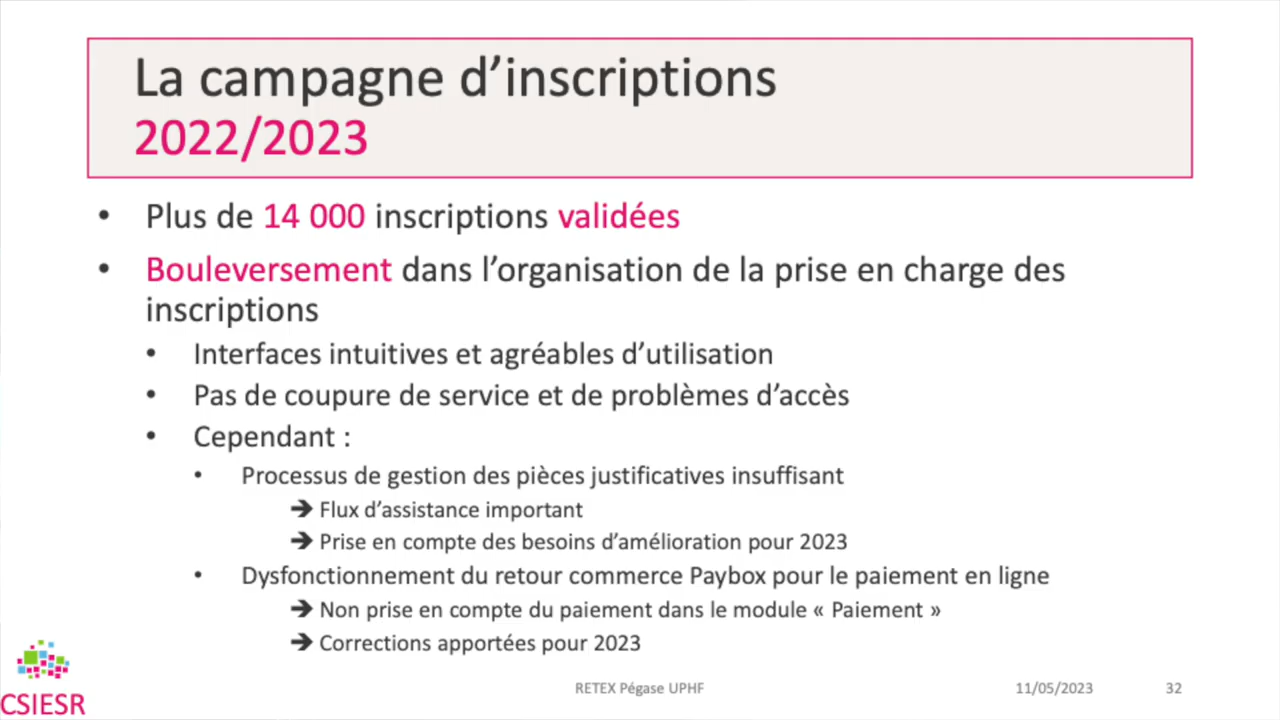 La campagne d’inscriptions
2022/2023
• Plus de 14 000 inscriptions validées
• Bouleversement dans l’organisation de la prise en charge des
inscriptions
• Interfaces intuitives et agréables d’utilisation
• Pas de coupure de service et de problèmes d’accès
• Cependant :
• Processus de gestion des pièces justificatives insuffisant
➔ Flux d’assistance important
➔ Prise en compte des besoins d’amélioration pour 2023
• Dysfonctionnement du retour commerce Paybox pour le paiement en ligne
➔ Non prise en compte du paiement dans le module « Paiement »
➔ Corrections apportées pour 2023
CSIESR
RETEX Pégase UPHF
11/05/2023
32